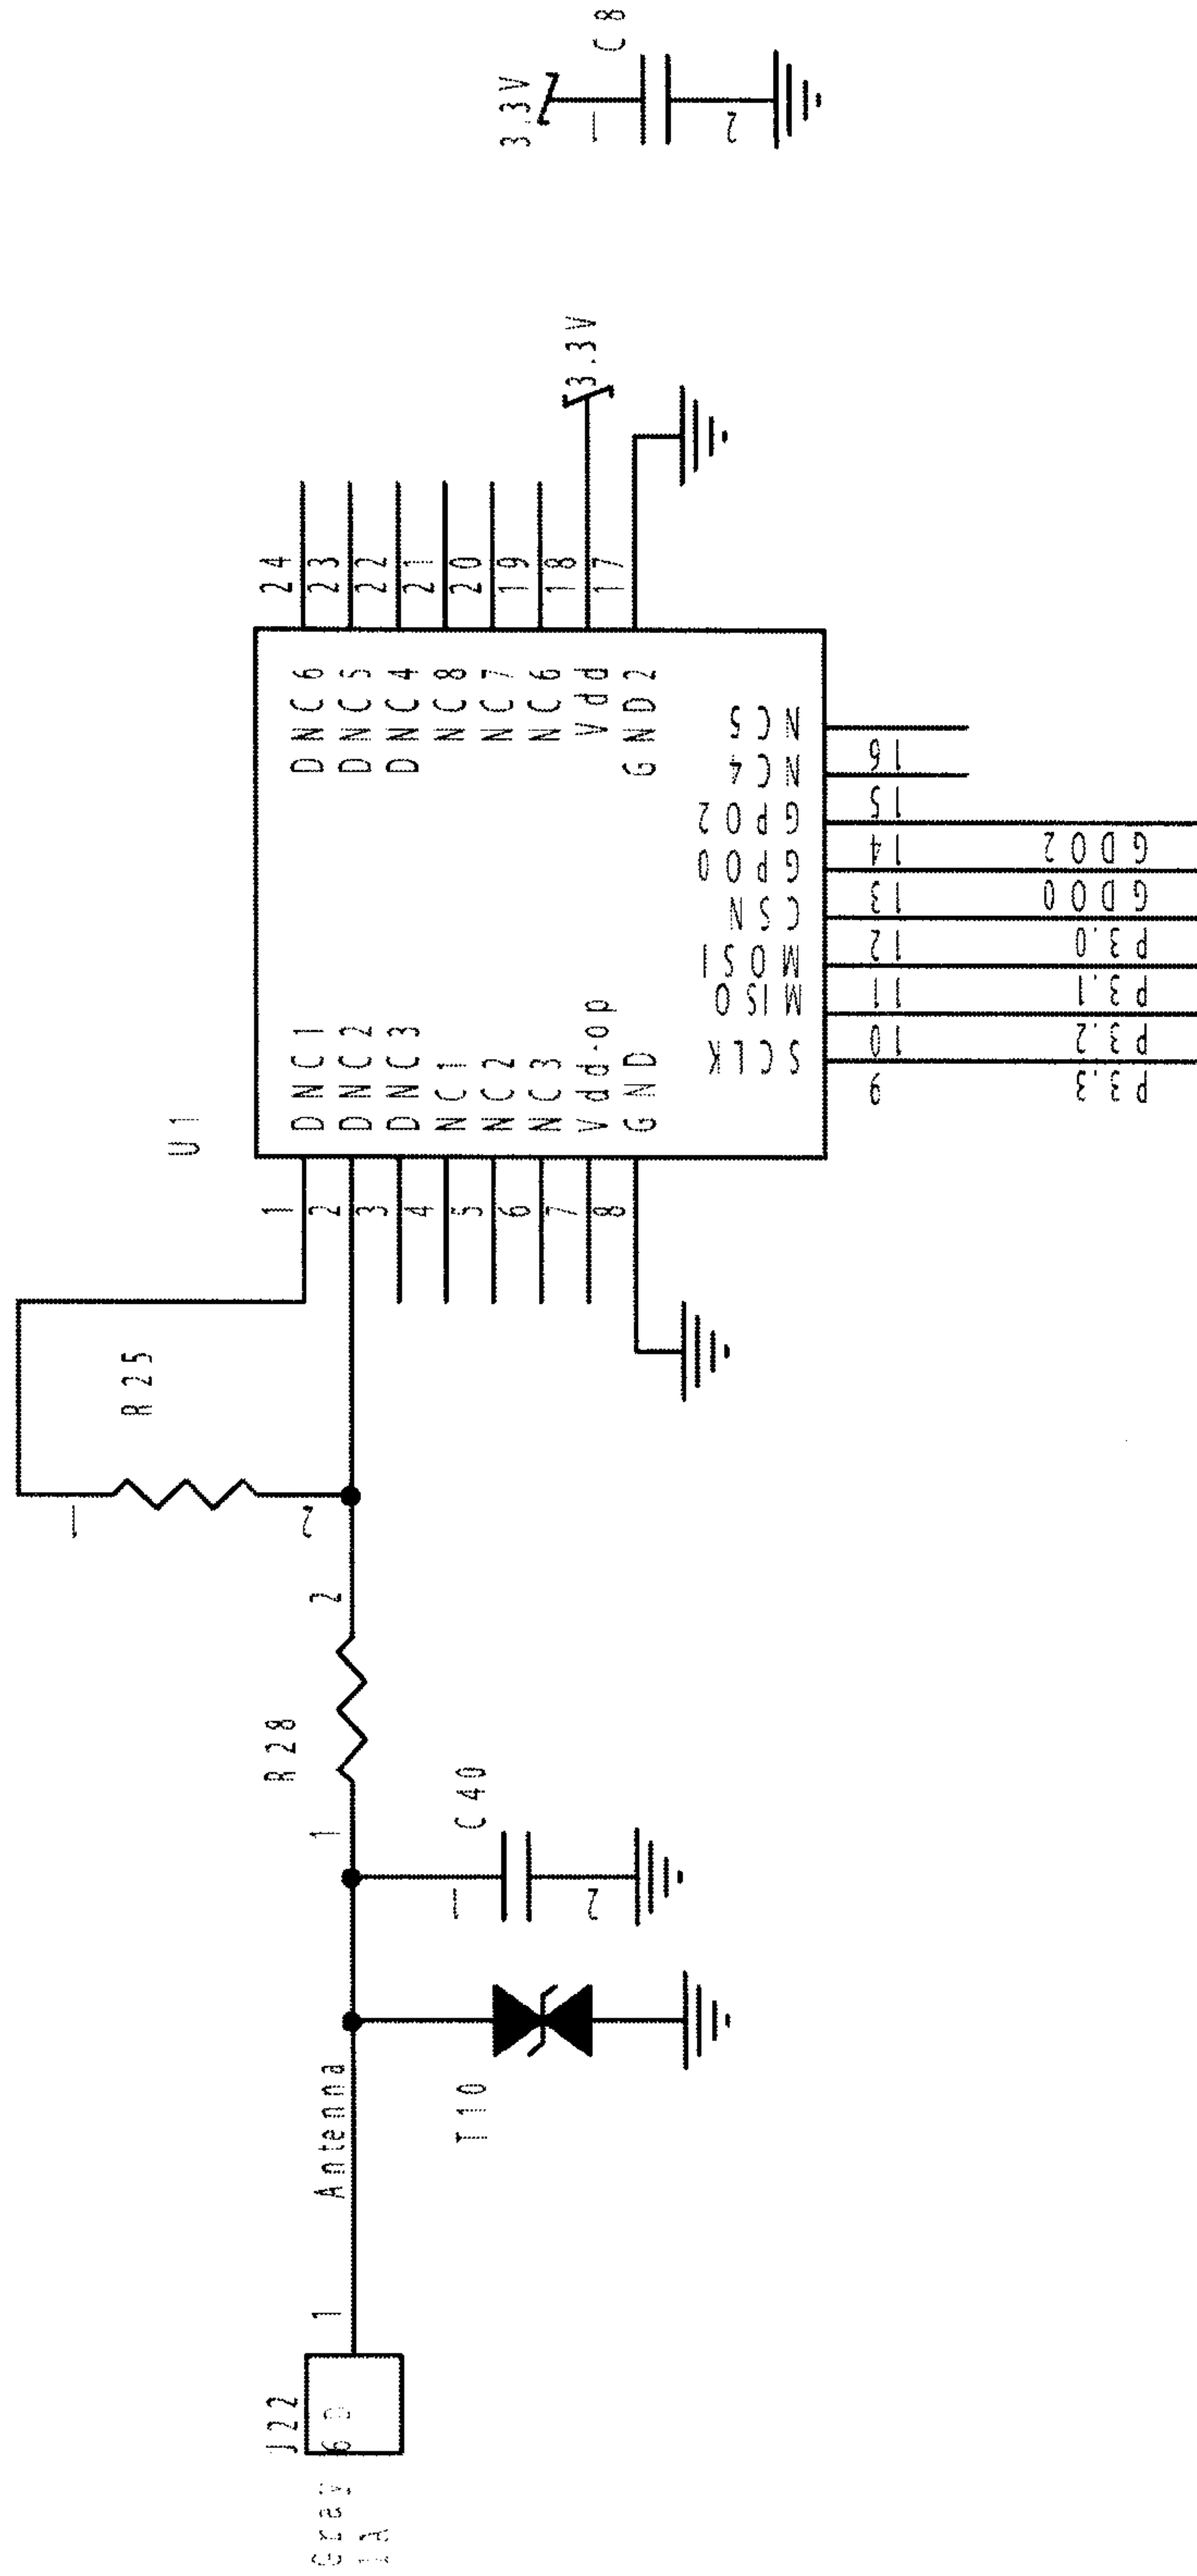 C8
3.3V
1
2
3.3V
24
23
22
21
20
19
18
17
DNC6
DNC5
DNC4
NC8
NC7
NC6
Vdd
GND2
NC5
NC4
GPO2
GPO0
CSN
MOSI
MISO
SCLK
16
15
14
13
12
11
10
9
GDO2
GDO0
P3.0
P3.1
P3.2
P3.3
U1
DNC1
DNC2
DNC3
NC1
NC2
NC3
Vdd-op
GND
1
2
3
4
5
6
7
8
R25
1
2
2
R28
1
C40
1
2
T10
Antenna
1
J22
Gray